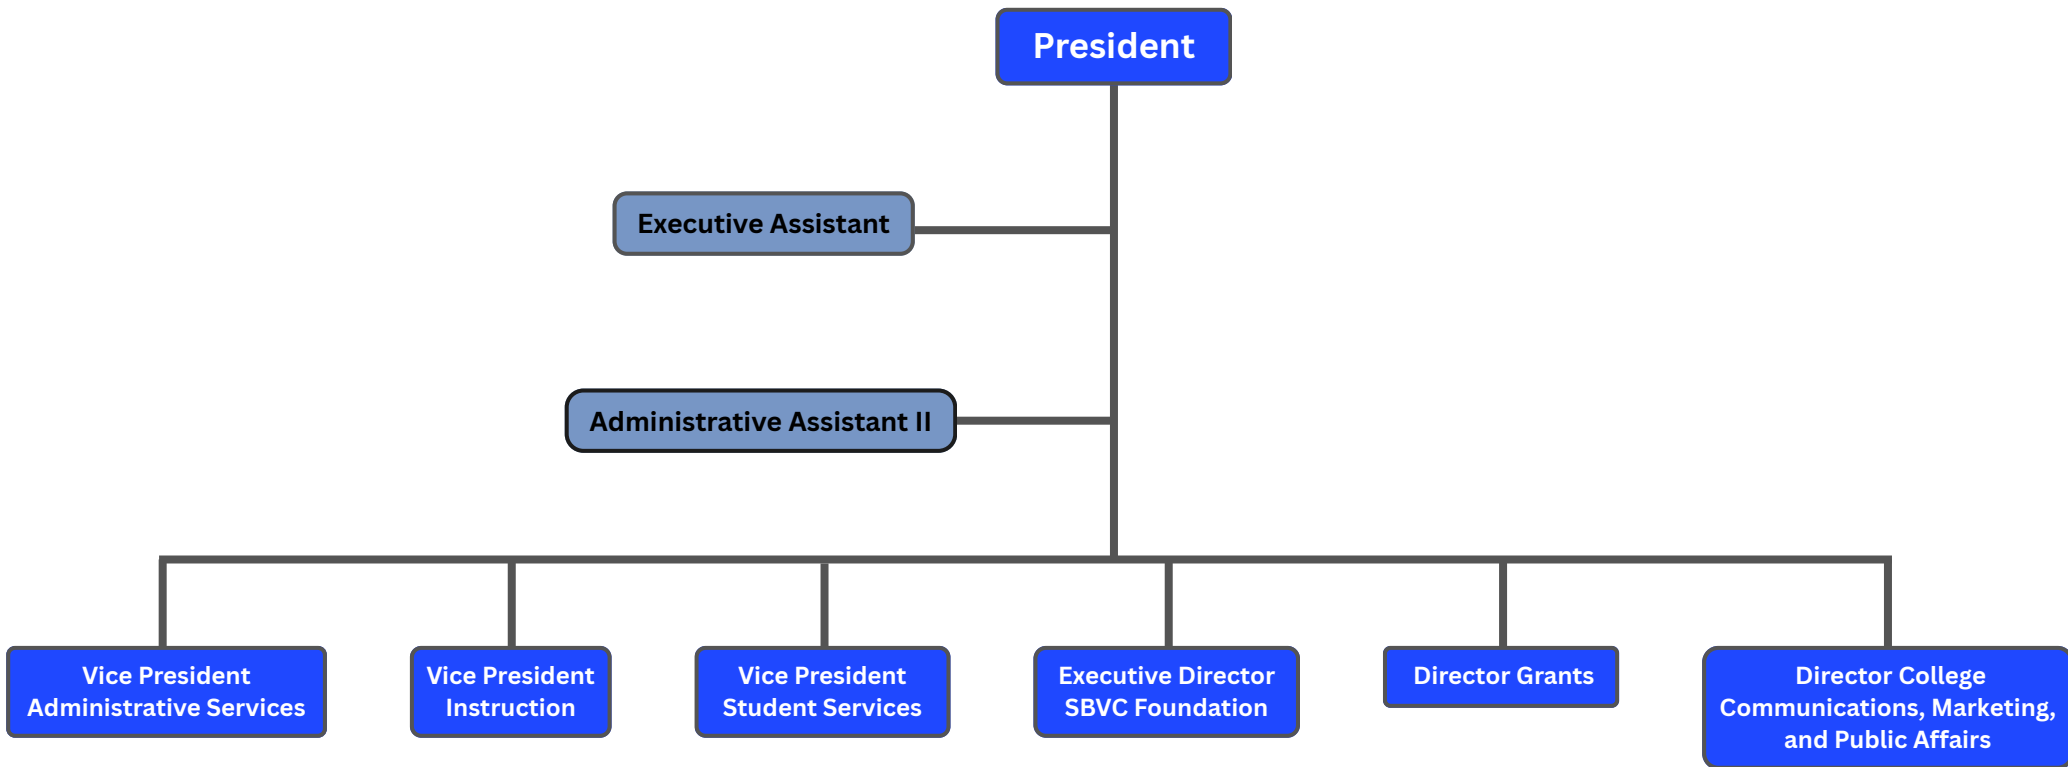 President
Executive Assistant
Administrative Assistant II
Vice President
Administrative Services
Vice President
Instruction
Vice President
Student Services
Executive Director
SBVC Foundation
Director Grants
Director College
Communications, Marketing,
and Public Affairs